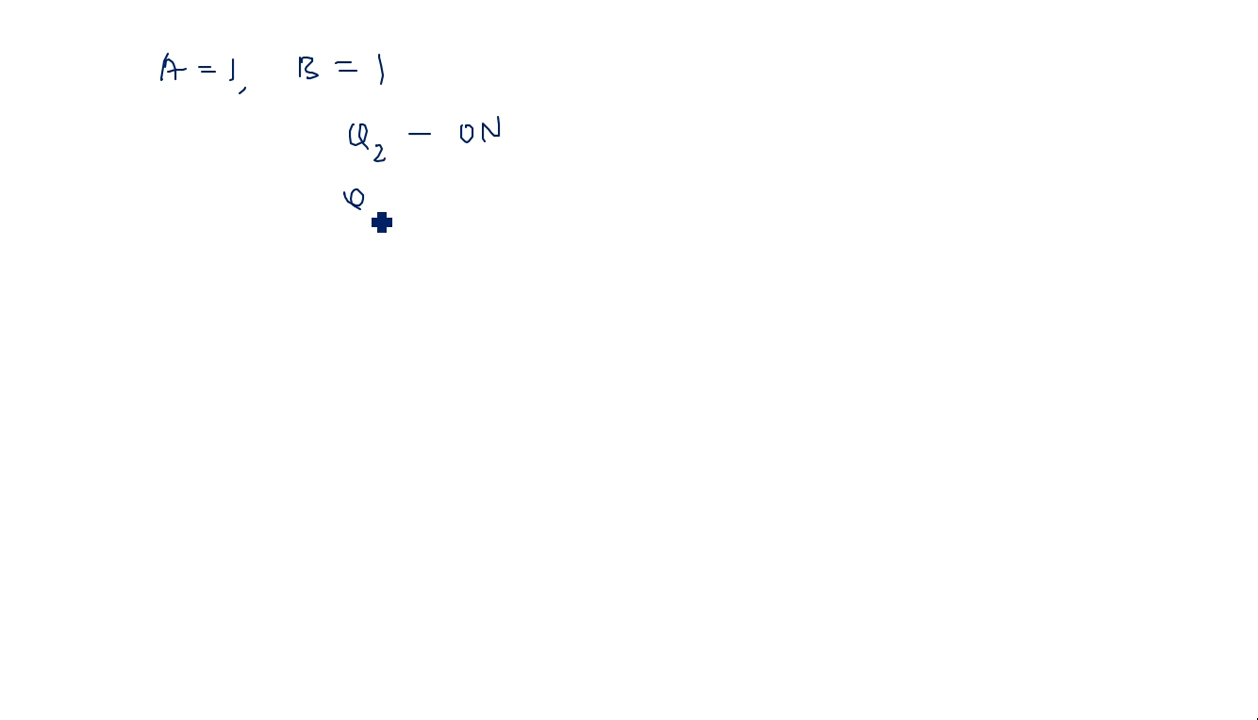 A = 1, B = 1
Q₂ – ON
Q